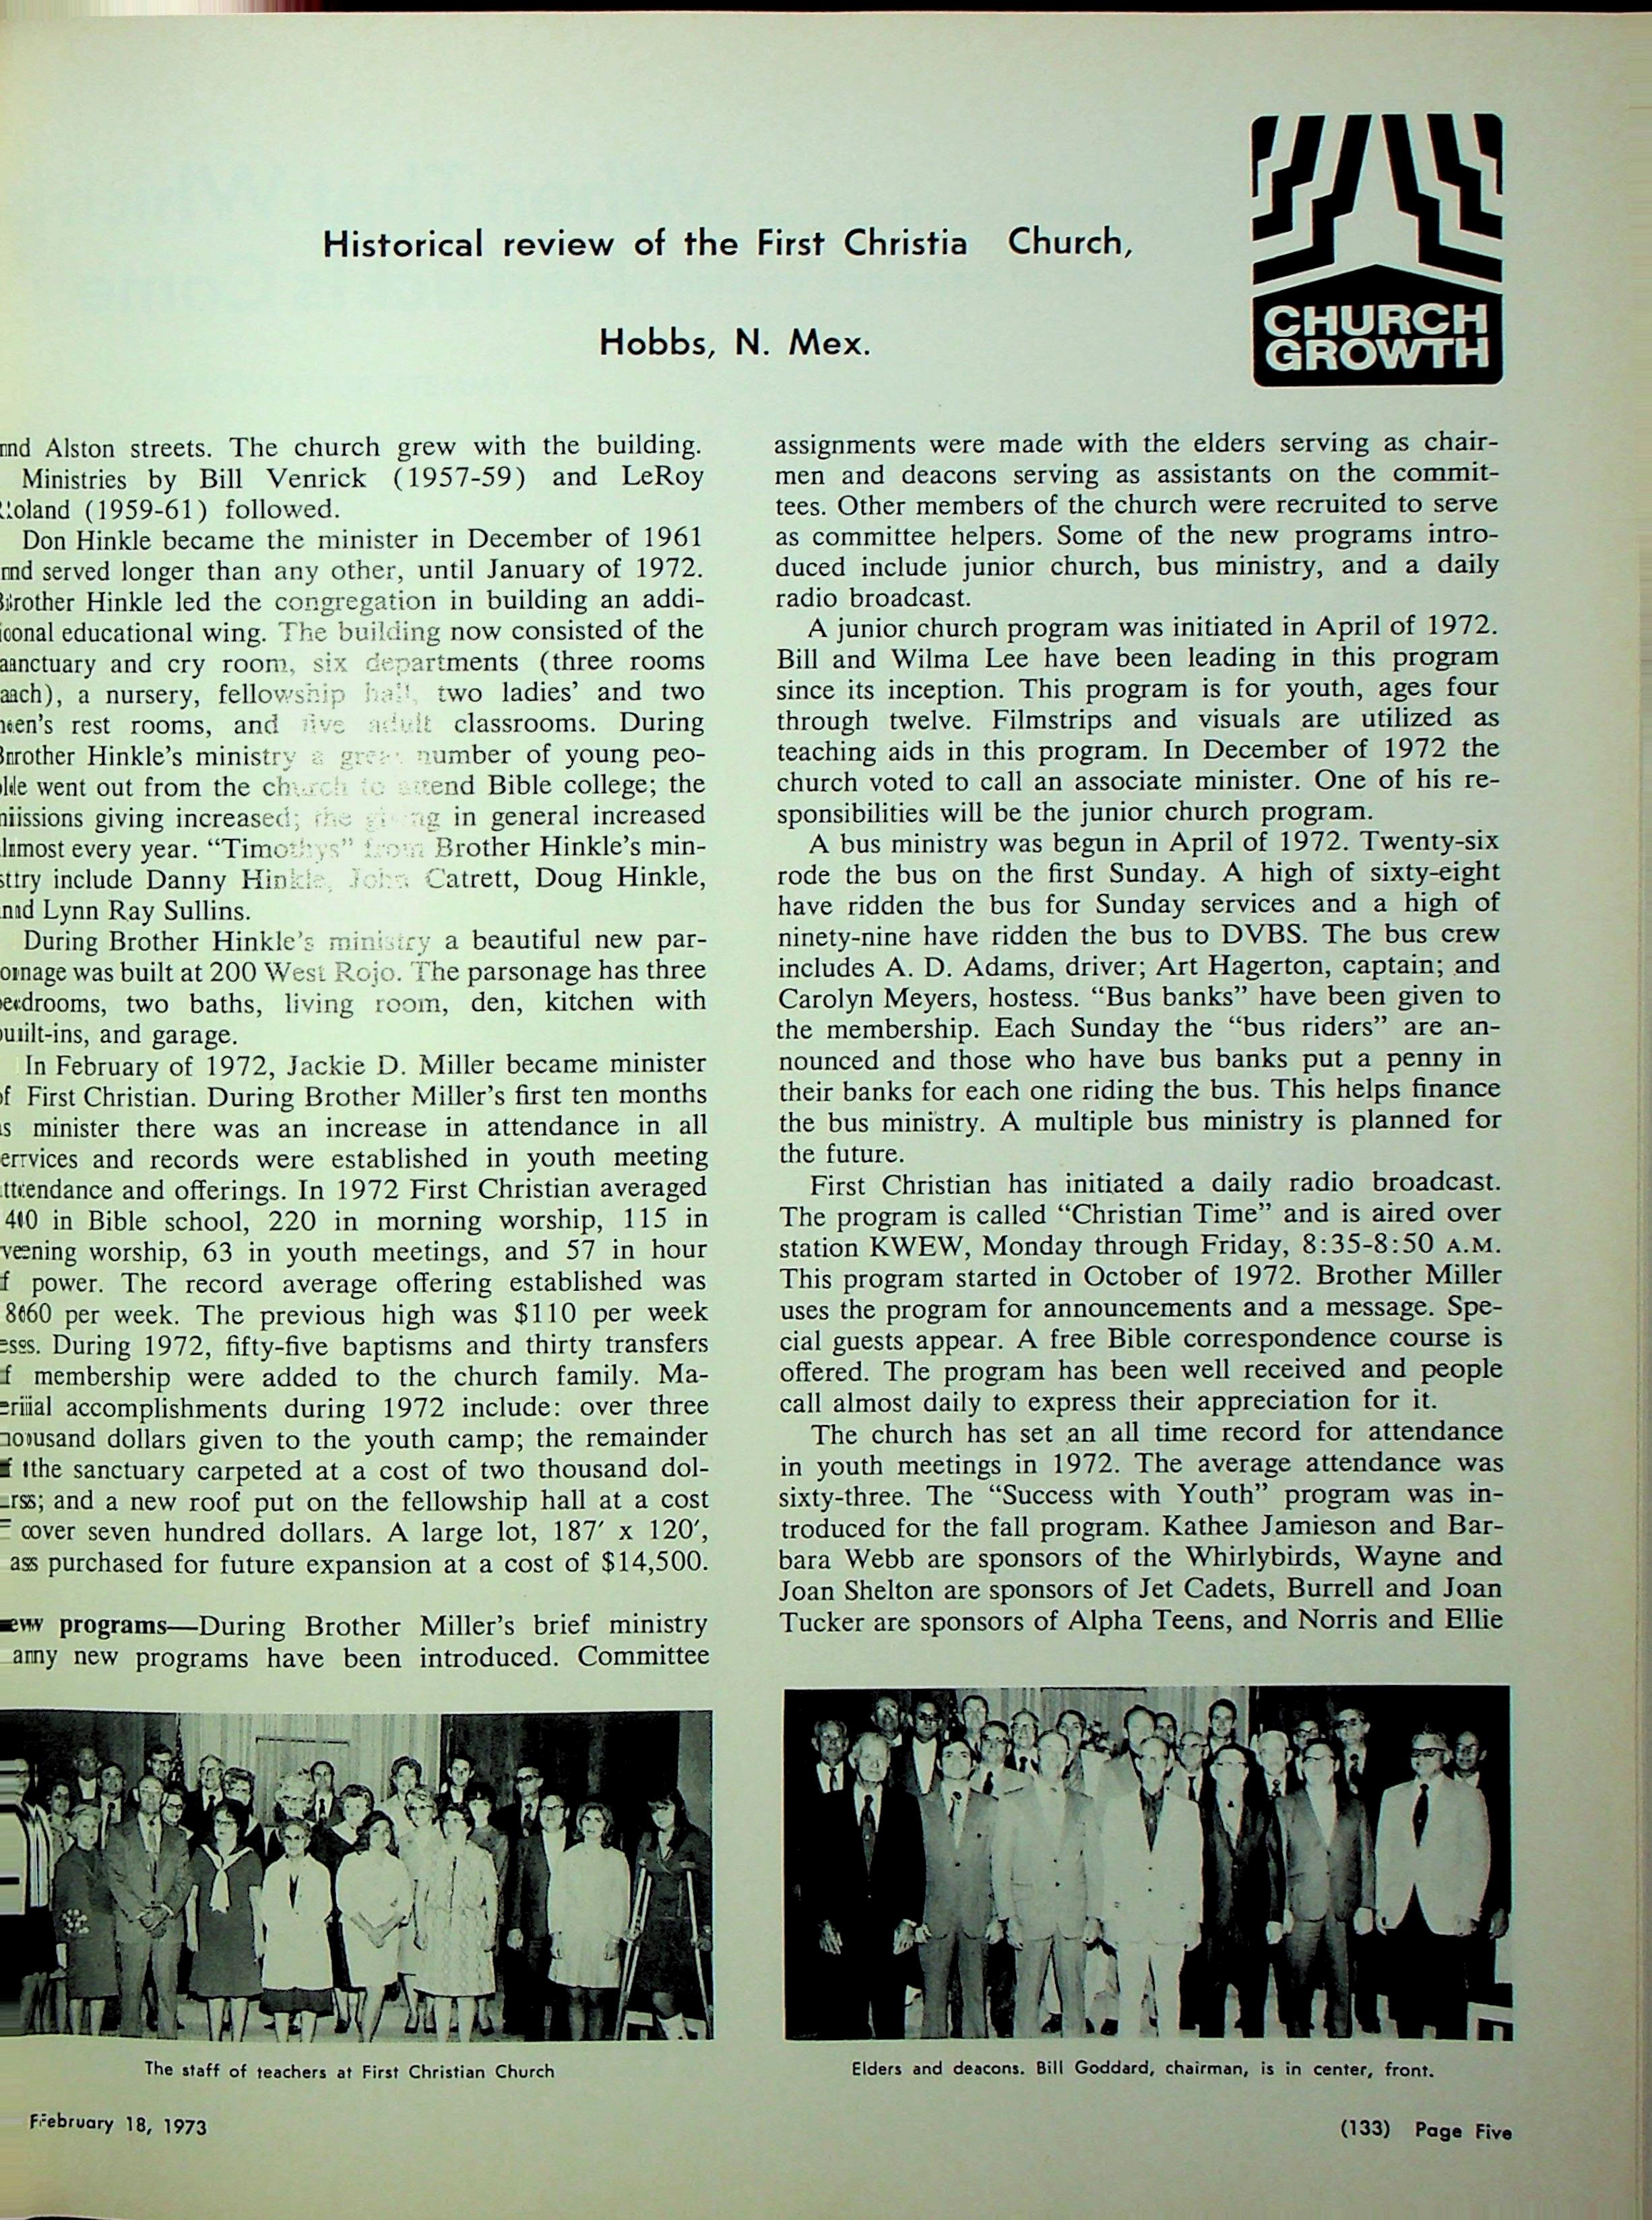 Historical review of the First Christia Church,
Hobbs, N. Mex.
CHURCH
GROWTH
and Alston streets. The church grew with the building.
Ministries by Bill Venrick (1957-59) and LeRoy
(1959-61) followed.
Don Hinkle became the minister in December of 1961
and served longer than any other, until January of 1972.
Brother Hinkle led the congregation in building an addi-
educational wing. The building now consisted of the
sanctuary and cry room, six departments (three rooms
each), a nursery, fellowship hall, two ladies' and two
men's rest rooms, and five adult classrooms. During
Brother Hinkle's ministry a great number of young peo-
ple went out from the church to attend Bible college; the
missions giving increased; the giving in general increased
almost every year. "Timothys" from Brother Hinkle's min-
istry include Danny Hinkle, John Catrett, Doug Hinkle,
and Lynn Ray Sullins.
During Brother Hinkle's ministry a beautiful new par-
sonage was built at 200 West Rojo. The parsonage has three
bedrooms, two baths, living room, den, kitchen with
built-ins, and garage.
In February of 1972, Jackie D. Miller became minister
of First Christian. During Brother Miller's first ten months
as minister there was an increase in attendance in all
services and records were established in youth meeting
attendance and offerings. In 1972 First Christian averaged
in Bible school, 220 in morning worship, 115 in
evening worship, 63 in youth meetings, and 57 in hour
of power. The record average offering established was
per week. The previous high was $110 per week
less. During 1972, fifty-five baptisms and thirty transfers
of membership were added to the church family. Ma-
terial accomplishments during 1972 include: over three
thousand dollars given to the youth camp; the remainder
of the sanctuary carpeted at a cost of two thousand dol-
lars; and a new roof put on the fellowship hall at a cost
of over seven hundred dollars. A large lot, 187′ x 120′,
was purchased for future expansion at a cost of $14,500.
New programs—During Brother Miller's brief ministry
many new programs have been introduced. Committee
assignments were made with the elders serving as chair-
men and deacons serving as assistants on the commit-
tees. Other members of the church were recruited to serve
as committee helpers. Some of the new programs intro-
duced include junior church, bus ministry, and a daily
radio broadcast.
A junior church program was initiated in April of 1972.
Bill and Wilma Lee have been leading in this program
since its inception. This program is for youth, ages four
through twelve. Filmstrips and visuals are utilized as
teaching aids in this program. In December of 1972 the
church voted to call an associate minister. One of his re-
sponsibilities will be the junior church program.
A bus ministry was begun in April of 1972. Twenty-six
rode the bus on the first Sunday. A high of sixty-eight
have ridden the bus for Sunday services and a high of
ninety-nine have ridden the bus to DVBS. The bus crew
includes A. D. Adams, driver; Art Hagerton, captain; and
Carolyn Meyers, hostess. "Bus banks" have been given to
the membership. Each Sunday the "bus riders" are an-
nounced and those who have bus banks put a penny in
their banks for each one riding the bus. This helps finance
the bus ministry. A multiple bus ministry is planned for
the future.
First Christian has initiated a daily radio broadcast.
The program is called "Christian Time" and is aired over
station KWEW, Monday through Friday, 8:35-8:50 A.M.
This program started in October of 1972. Brother Miller
uses the program for announcements and a message. Spe-
cial guests appear. A free Bible correspondence course is
offered. The program has been well received and people
call almost daily to express their appreciation for it.
The church has set an all time record for attendance
in youth meetings in 1972. The average attendance was
sixty-three. The "Success with Youth" program was in-
troduced for the fall program. Kathee Jamieson and Bar-
bara Webb are sponsors of the Whirlybirds, Wayne and
Joan Shelton are sponsors of Jet Cadets, Burrell and Joan
Tucker are sponsors of Alpha Teens, and Norris and Ellie
The staff of teachers at First Christian Church
Elders and deacons. Bill Goddard, chairman, is in center, front.
February 18, 1973
(133) Page Five